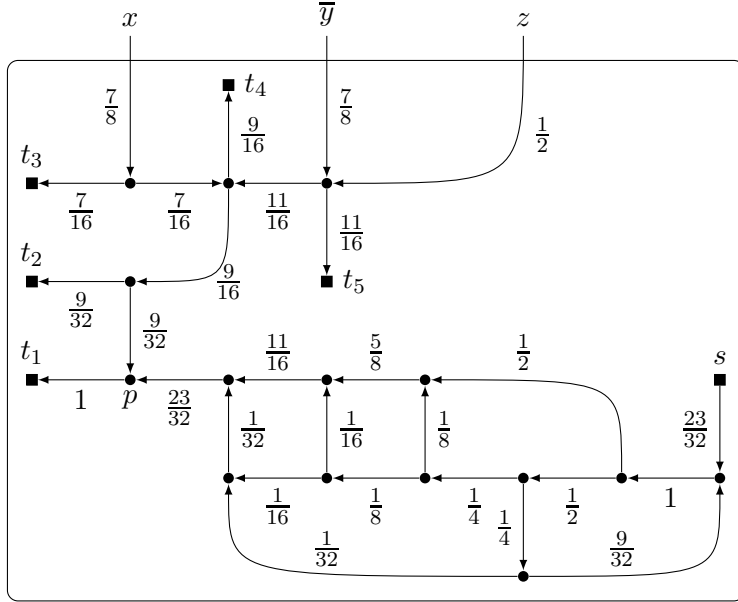 x y̅ z
t₄
7/8 9/16 7/8 1/2
t₃
7/16 7/16 11/16 11/16
t₂ 9/16 t₅
9/32 9/32
t₁ 11/16 5/8 1/2 s
1 p 23/32 23/32
1/32 1/16 1/8
1/16 1/8 1/4 1/4 1/2 1
1/32 9/32